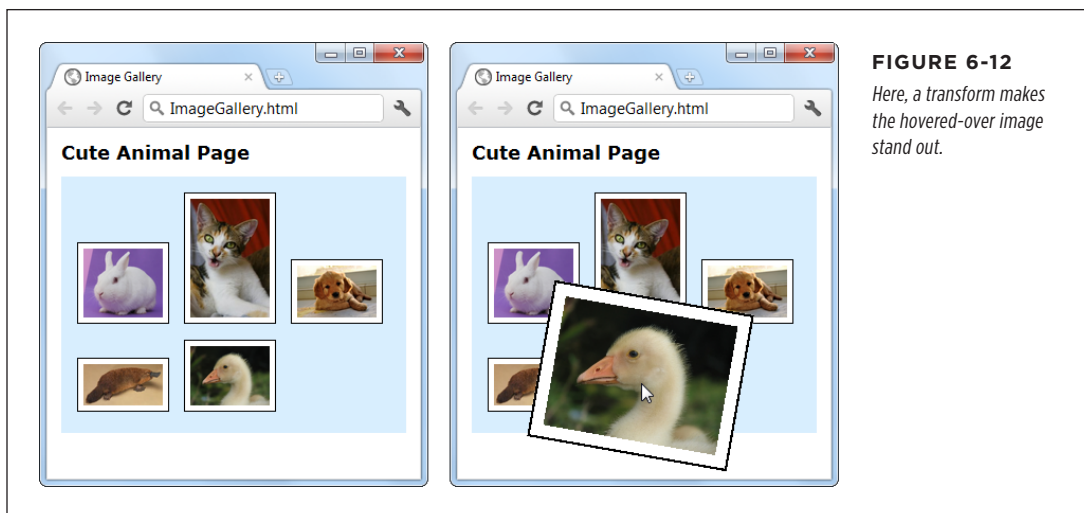 Image Gallery
ImageGallery.html
Cute Animal Page
Image Gallery
ImageGallery.html
Cute Animal Page
FIGURE 6-12
Here, a transform makes
the hovered-over image
stand out.